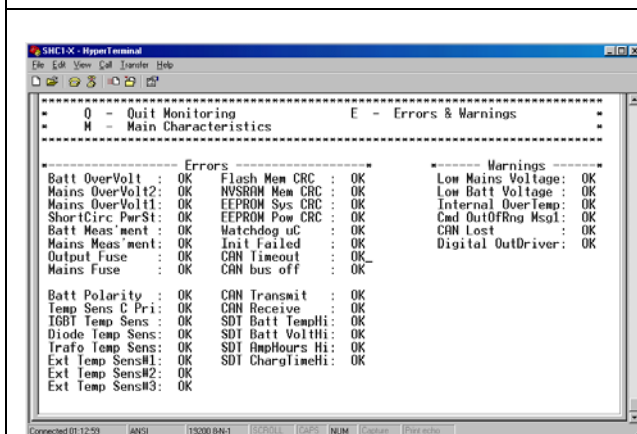 SHC1-X - HyperTerminal
File Edit View Call Transfer Help
Q - Quit Monitoring E - Errors & Warnings
M - Main Characteristics
*-------------------- Errors --------------------* *------ Warnings ------*
Batt OverVolt : OK Flash Mem CRC : OK Low Mains Voltage: OK
Mains OverVolt2: OK NVSRAM Mem CRC : OK Low Batt Voltage : OK
Mains OverVolt1: OK EEPROM Sys CRC : OK Internal OverTemp: OK
ShortCirc PwrSt: OK EEPROM Pow CRC : OK Cmd OutOfRng Msg1: OK
Batt Meas'ment : OK Watchdog uC : OK CAN Lost : OK
Mains Meas'ment: OK Init Failed : OK Digital OutDriver: OK
Output Fuse : OK CAN Timeout : OK_
Mains Fuse : OK CAN bus off : OK
Batt Polarity : OK CAN Transmit : OK
Temp Sens C Pri: OK CAN Receive : OK
IGBT Temp Sens : OK SDT Batt TempHi: OK
Diode Temp Sens: OK SDT Batt VoltHi: OK
Trafo Temp Sens: OK SDT AmpHours Hi: OK
Ext Temp Sens#1: OK SDT ChargTimeHi: OK
Ext Temp Sens#2: OK
Ext Temp Sens#3: OK
Connected 01:12:59 ANSI 19200 8-N-1 SCROLL CAPS NUM Capture Print echo